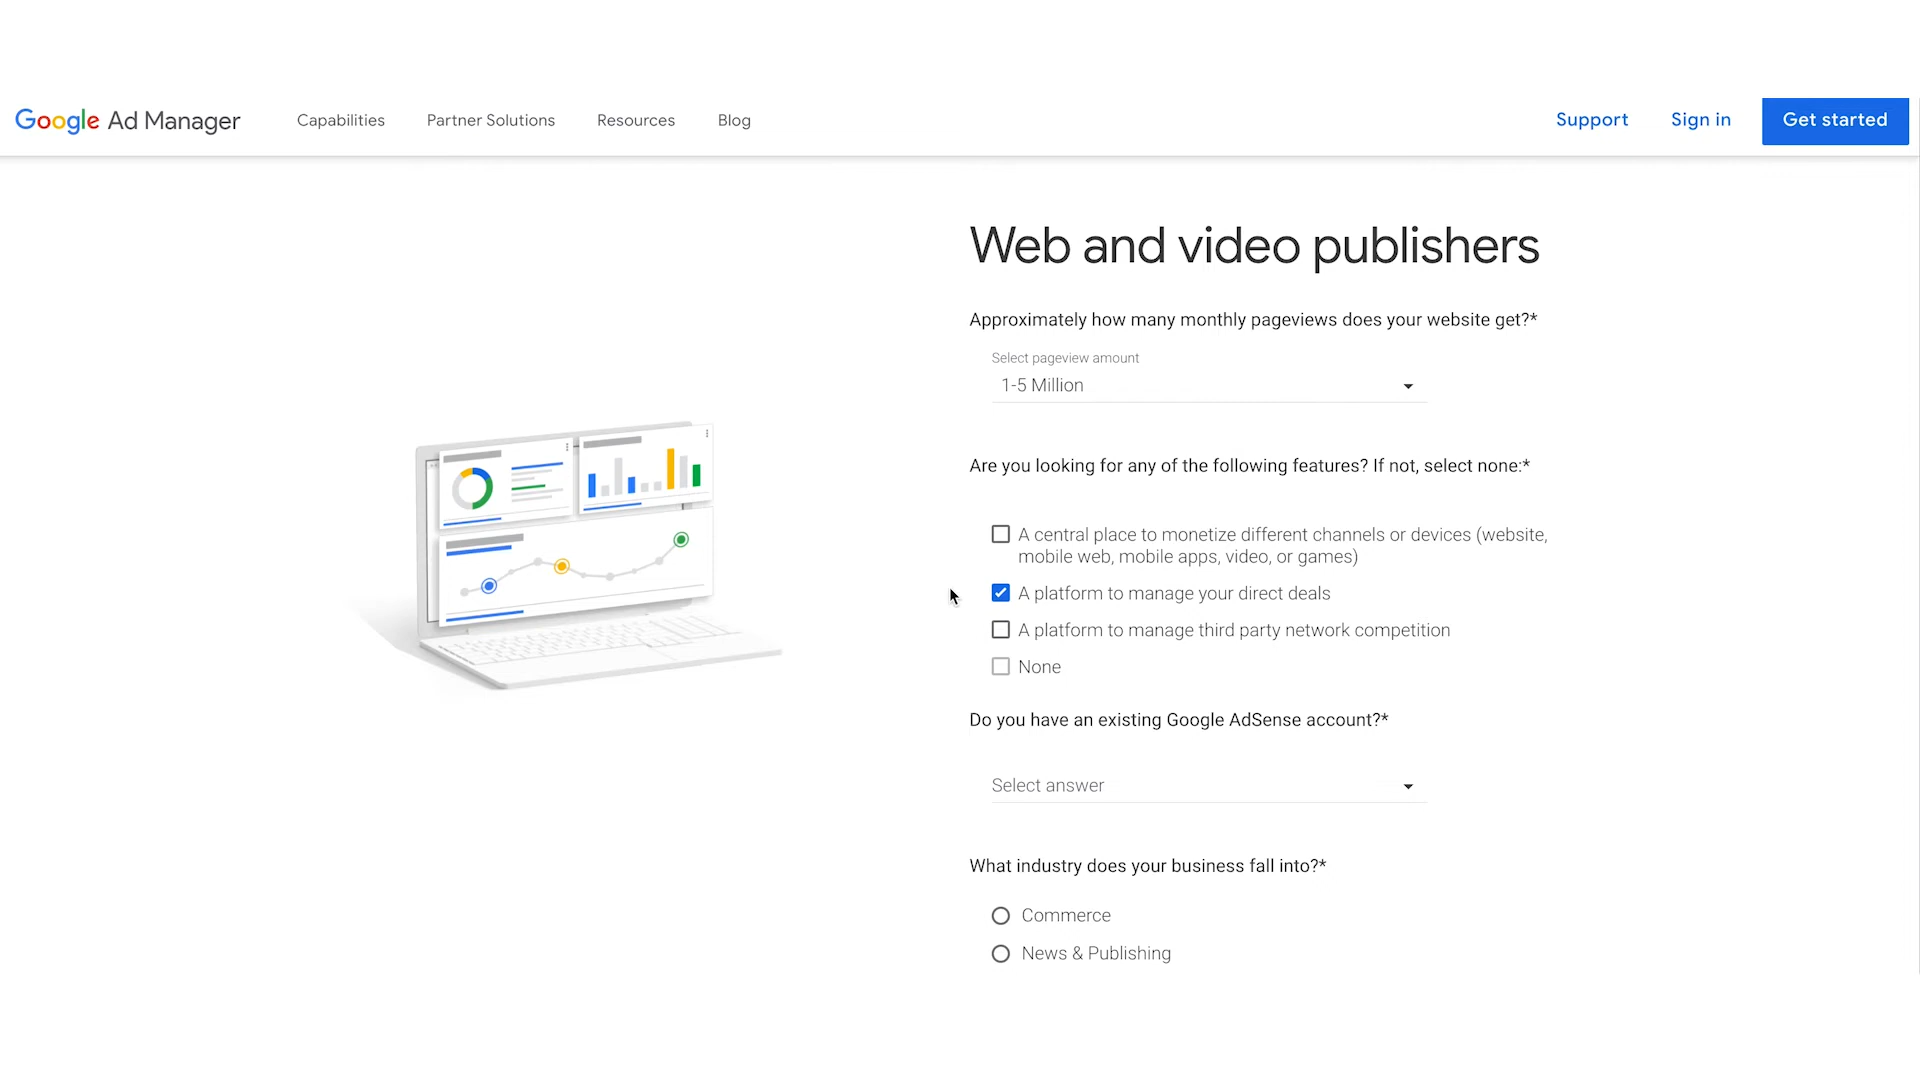 Google Ad Manager
Capabilities
Partner Solutions
Resources
Blog
Support
Sign in
Get started
Web and video publishers
Approximately how many monthly pageviews does your website get?*
Select pageview amount
1-5 Million
Are you looking for any of the following features? If not, select none:*
A central place to monetize different channels or devices (website,
mobile web, mobile apps, video, or games)
A platform to manage your direct deals
A platform to manage third party network competition
None
Do you have an existing Google AdSense account?*
Select answer
What industry does your business fall into?*
Commerce
News & Publishing